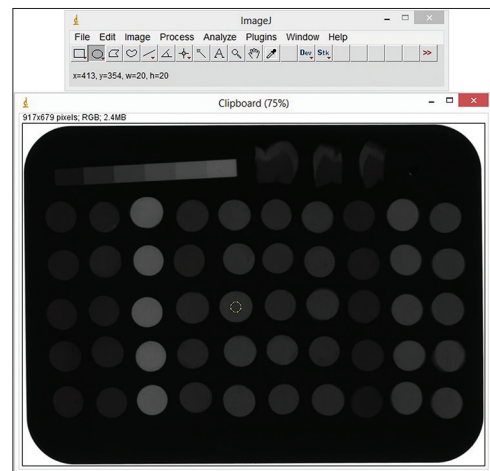 ImageJ
File Edit Image Process Analyze Plugins Window Help
A Dev Stk >>
x=413, y=354, w=20, h=20
Clipboard (75%)
917x679 pixels; RGB; 2.4MB